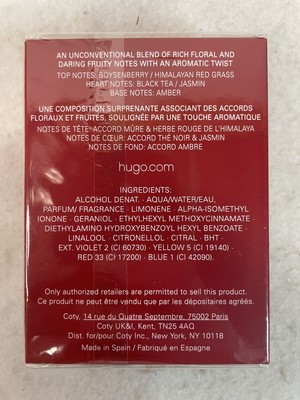 AN UNCONVENTIONAL BLEND OF RICH FLORAL AND
DARING FRUITY NOTES WITH AN AROMATIC TWIST
TOP NOTES: BOYSENBERRY / HIMALAYAN RED GRASS
HEART NOTES: BLACK TEA / JASMIN
BASE NOTES: AMBER
UNE COMPOSITION SURPRENANTE ASSOCIANT DES ACCORDS
FLORAUX ET FRUITES, SOULIGNÉE PAR UNE TOUCHE AROMATIQUE
NOTES DE TÊTE: ACCORD MÛRE & HERBE ROUGE DE L'HIMALAYA
NOTES DE CŒUR: ACCORD THÉ NOIR & JASMIN
NOTES DE FOND: ACCORD AMBRE
hugo.com
INGREDIENTS:
ALCOHOL DENAT. · AQUA/WATER/EAU,
PARFUM/FRAGRANCE · LIMONENE · ALPHA-ISOMETHYL
IONONE · GERANIOL · ETHYLHEXYL METHOXYCINNAMATE ·
DIETHYLAMINO HYDROXYBENZOYL HEXYL BENZOATE ·
LINALOOL · CITRONELLOL · CITRAL · BHT ·
EXT. VIOLET 2 (CI 60730) · YELLOW 5 (CI 19140) ·
RED 33 (CI 17200) · BLUE 1 (CI 42090).
Only authorized retailers are permitted to sell this product.
Ce produit ne peut être vendu que par les dépositaires agréés.
Coty, 14 rue du Quatre Septembre, 75002 Paris
Coty UK&I, Kent, TN25 4AQ
Dist. for/pour Coty Inc., New York, NY 10118
Made in Spain / Fabriqué en Espagne